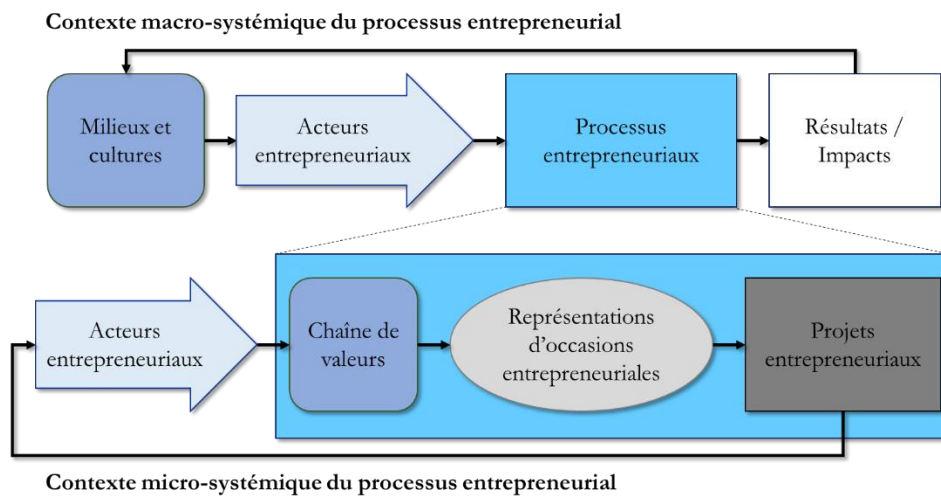 Contexte macro-systémique du processus entrepreneurial
Milieux et
cultures
Acteurs
entrepreneuriaux
Processus
entrepreneuriaux
Résultats /
Impacts
Acteurs
entrepreneuriaux
Chaîne de
valeurs
Représentations
d'occasions
entrepreneuriales
Projets
entrepreneuriaux
Contexte micro-systémique du processus entrepreneurial